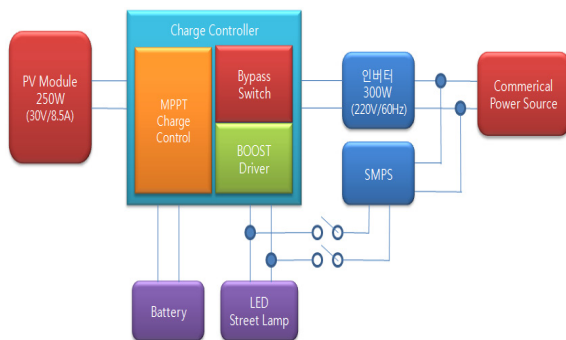 Charge Controller
PV Module
250W
(30V/8.5A)
MPPT
Charge
Control
Bypass
Switch
BOOST
Driver
인버터
300W
(220V/60Hz)
Commerical
Power Source
SMPS
Battery
LED
Street Lamp